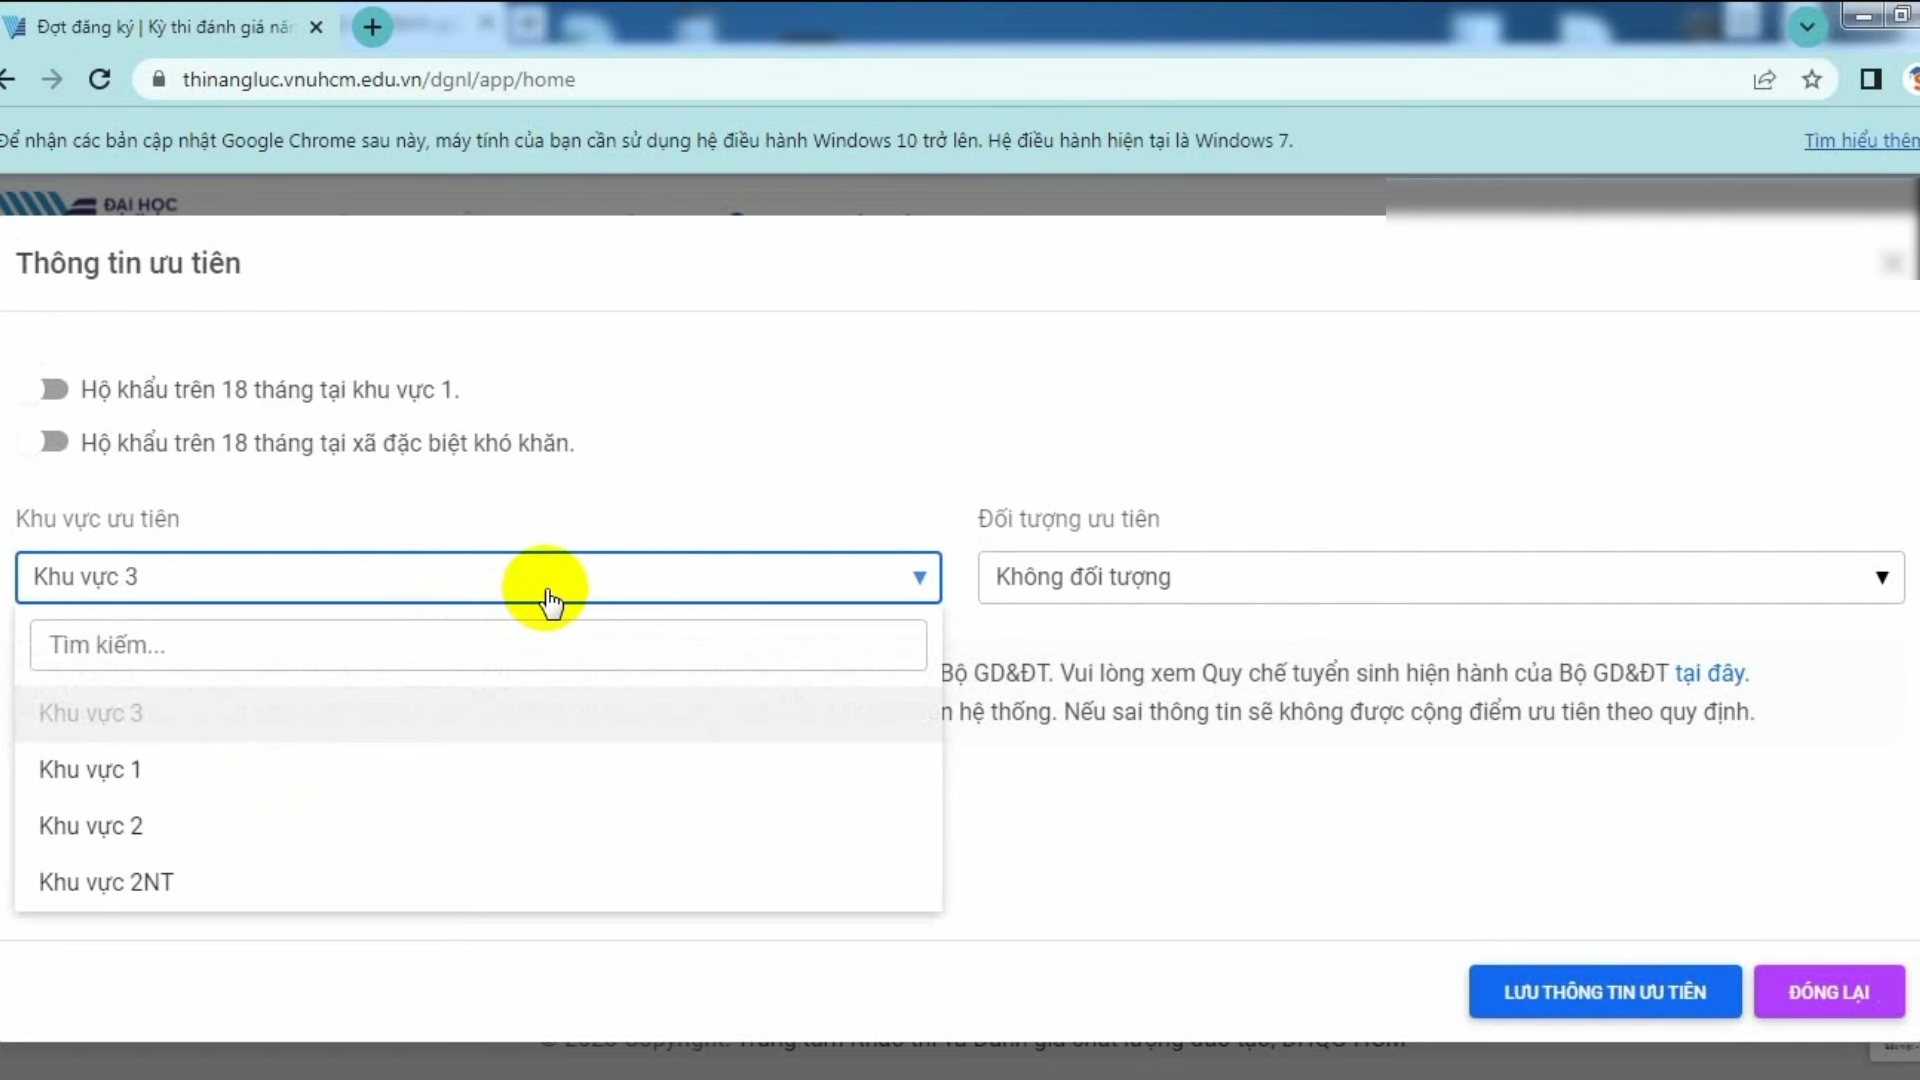 Đợt đăng ký | Kỳ thi đánh giá năn
thinangluc.vnuhcm.edu.vn/dgnl/app/home
Để nhận các bản cập nhật Google Chrome sau này, máy tính của bạn cần sử dụng hệ điều hành Windows 10 trở lên. Hệ điều hành hiện tại là Windows 7.
Tìm hiểu thêm
ĐẠI HỌC
Thông tin ưu tiên
Hộ khẩu trên 18 tháng tại khu vực 1.
Hộ khẩu trên 18 tháng tại xã đặc biệt khó khăn.
Khu vực ưu tiên
Đối tượng ưu tiên
Khu vực 3
Không đối tượng
Tìm kiếm...
Bộ GD&ĐT. Vui lòng xem Quy chế tuyển sinh hiện hành của Bộ GD&ĐT tại đây.
Khu vực 3
n hệ thống. Nếu sai thông tin sẽ không được cộng điểm ưu tiên theo quy định.
Khu vực 1
Khu vực 2
Khu vực 2NT
LƯU THÔNG TIN ƯU TIÊN
ĐÓNG LẠI